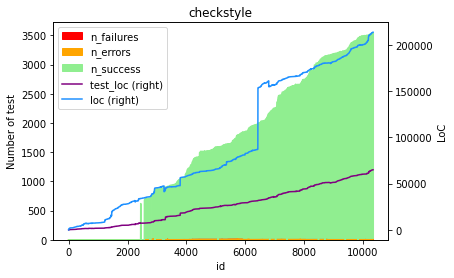 checkstyle
n_failures
n_errors
n_success
test_loc (right)
loc (right)
3500
3000
2500
2000
1500
1000
500
0
Number of test
200000
150000
100000
50000
0
LoC
0 2000 4000 6000 8000 10000
id